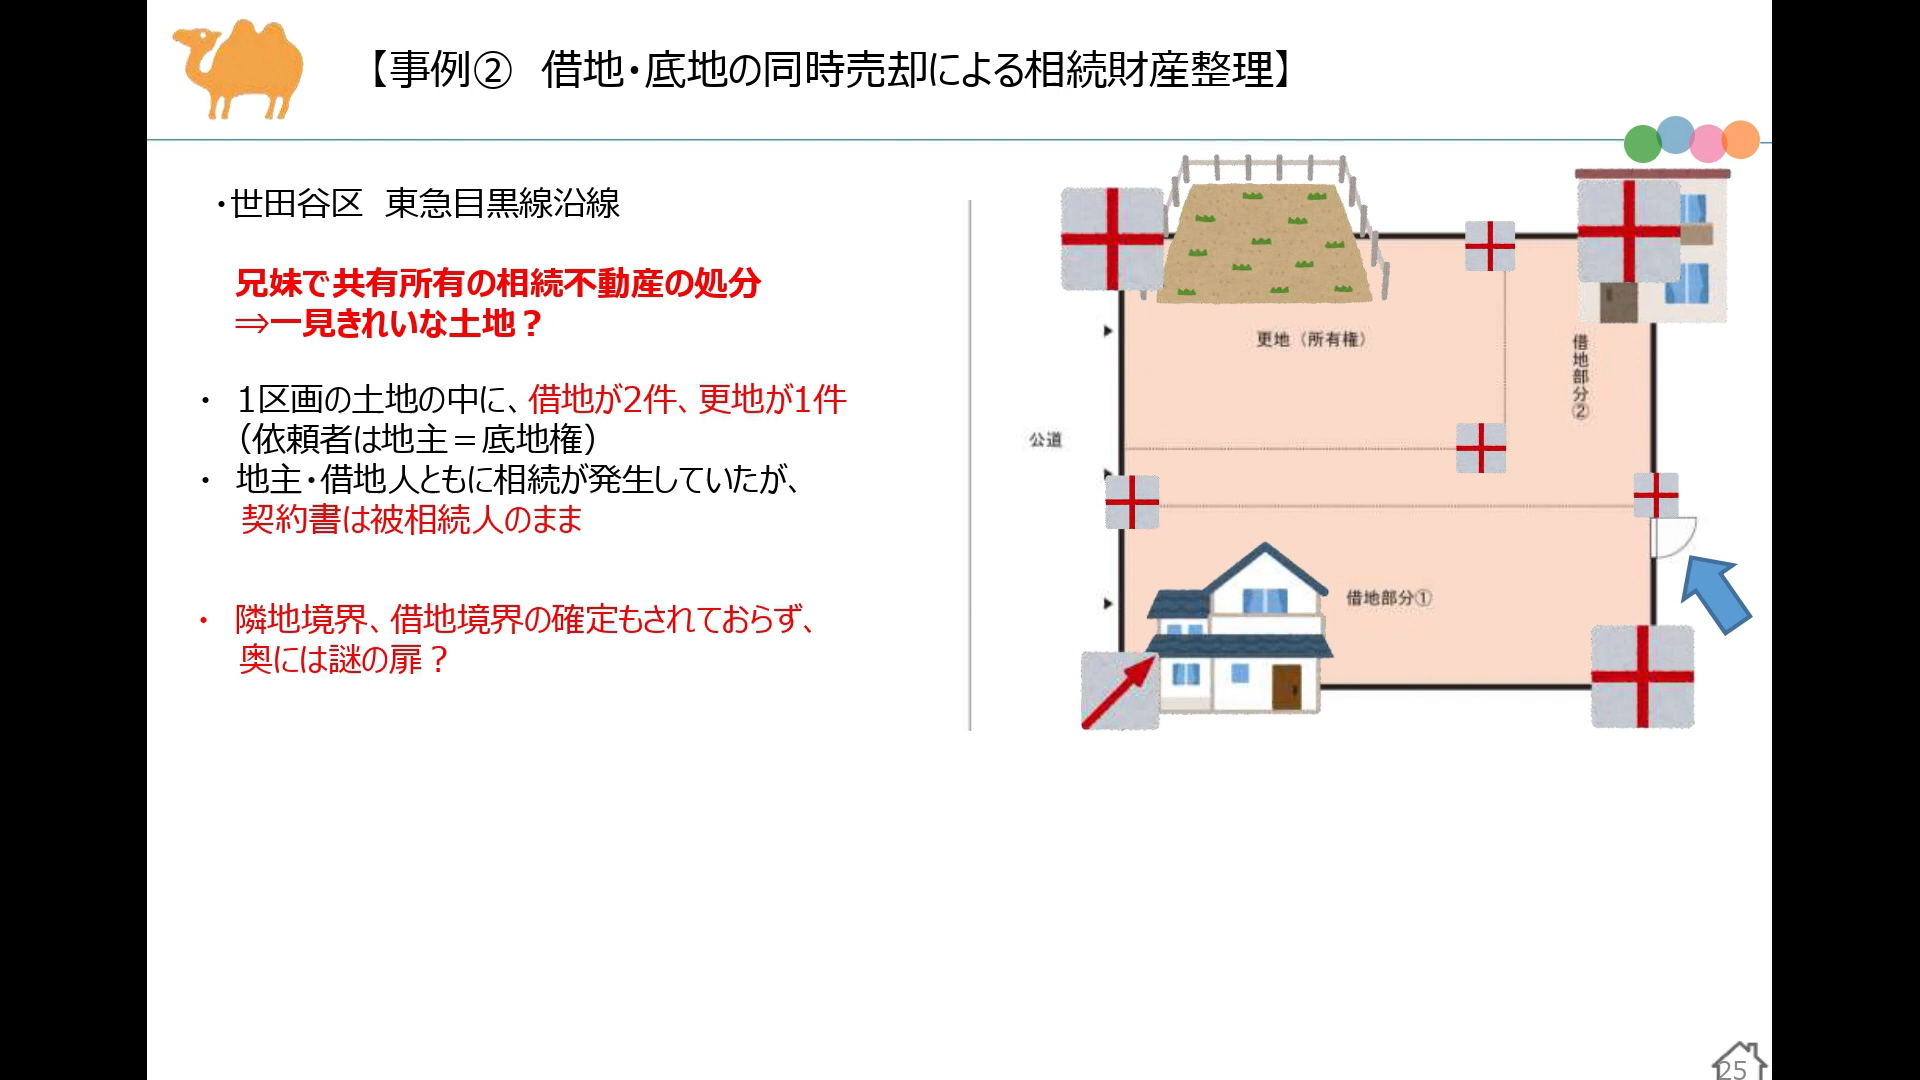 【事例②　借地・底地の同時売却による相続財産整理】
・世田谷区　東急目黒線沿線
兄妹で共有所有の相続不動産の処分
⇒一見きれいな土地？
・ 1区画の土地の中に、借地が2件、更地が1件
（依頼者は地主＝底地権）
・ 地主・借地人ともに相続が発生していたが、
契約書は被相続人のまま
・ 隣地境界、借地境界の確定もされておらず、
奥には謎の扉？
更地（所有権）
借地部分②
公道
借地部分①
25